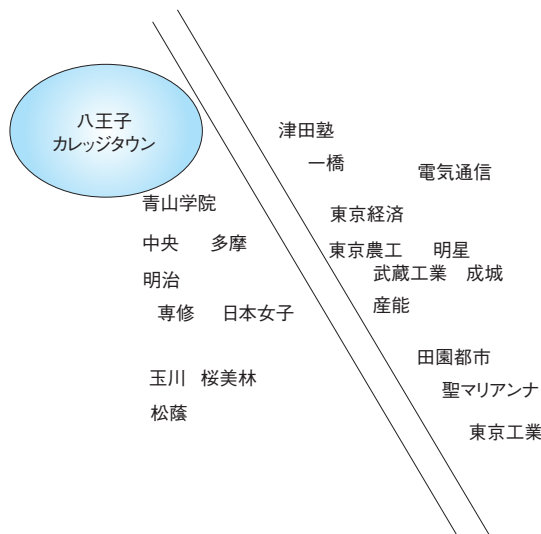 八王子
カレッジタウン
津田塾
一橋
電気通信
青山学院
東京経済
中央 多摩
東京農工 明星
明治
武蔵工業 成城
産能
専修 日本女子
田園都市
玉川 桜美林
聖マリアンナ
松蔭
東京工業